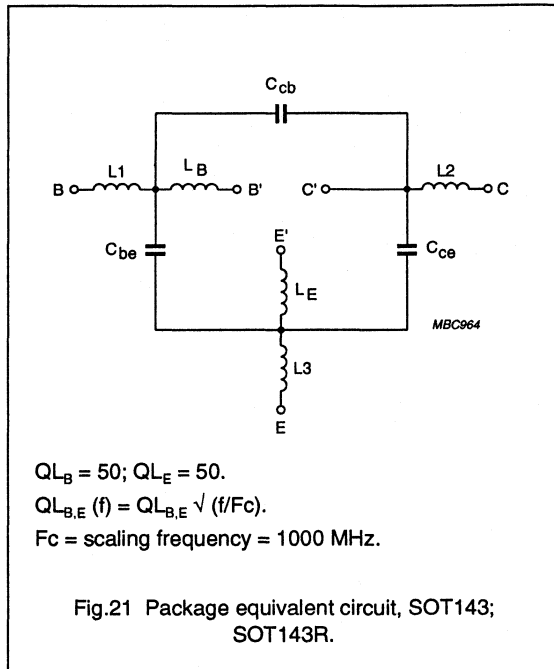 C_cb
L1
L_B
L2
B
B'
C'
C
E'
C_be
C_ce
L_E
MBC964
L3
E
QL_B = 50; QL_E = 50.
QL_B,E (f) = QL_B,E √ (f/Fc).
Fc = scaling frequency = 1000 MHz.
Fig.21 Package equivalent circuit, SOT143;
SOT143R.